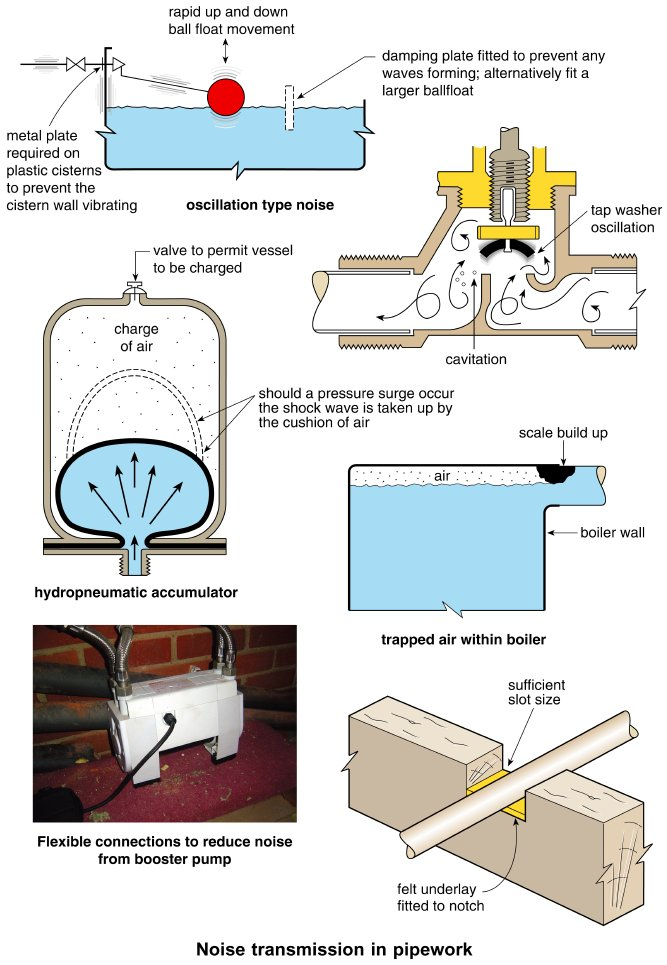 rapid up and down
ball float movement
damping plate fitted to prevent any
waves forming; alternatively fit a
larger ballfloat
metal plate
required on
plastic cisterns
to prevent the
cistern wall vibrating
oscillation type noise
tap washer
oscillation
cavitation
valve to permit vessel
to be charged
charge
of air
should a pressure surge occur
the shock wave is taken up by
the cushion of air
hydropneumatic accumulator
scale build up
air
boiler wall
trapped air within boiler
Flexible connections to reduce noise
from booster pump
sufficient
slot size
felt underlay
fitted to notch
Noise transmission in pipework